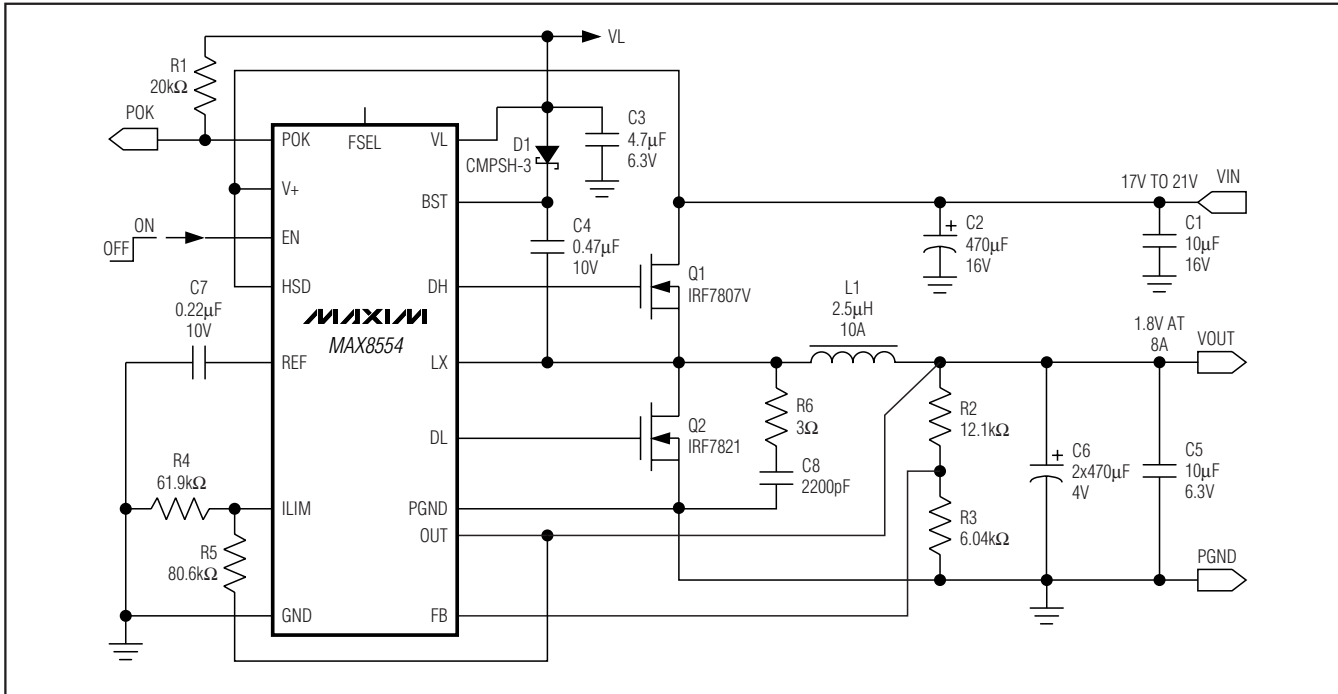 VL
R1
20kΩ
POK
POK
FSEL
VL
D1
CMPSH-3
C3
4.7µF
6.3V
V+
BST
17V TO 21V
VIN
ON
OFF
EN
C4
0.47µF
10V
C2
+
470µF
16V
C1
10µF
16V
HSD
DH
Q1
IRF7807V
C7
0.22µF
10V
MAXIM
MAX8554
L1
2.5µH
10A
1.8V AT
8A
VOUT
REF
LX
R6
3Ω
R2
12.1kΩ
DL
Q2
IRF7821
C8
2200pF
+
C6
2x470µF
4V
C5
10µF
6.3V
R4
61.9kΩ
ILIM
PGND
OUT
R3
6.04kΩ
R5
80.6kΩ
PGND
GND
FB